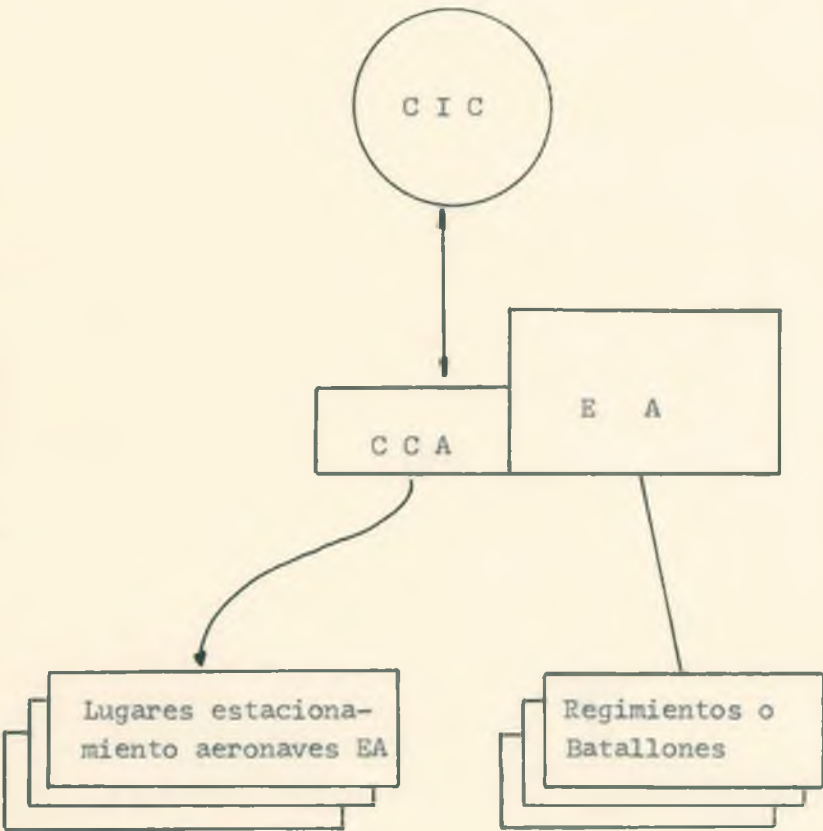 C I C
E A
C C A
Lugares estaciona-
miento aeronaves EA
Regimientos o
Batallones